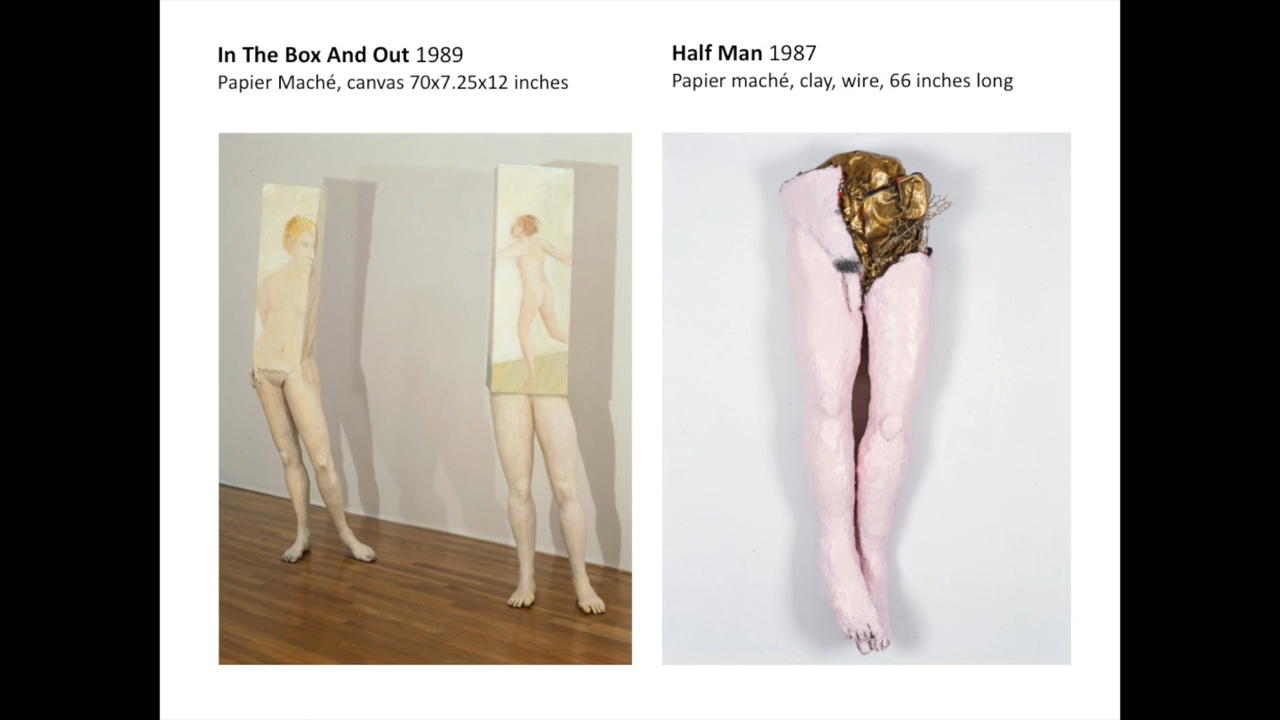 In The Box And Out 1989
Papier Maché, canvas 70x7.25x12 inches
Half Man 1987
Papier maché, clay, wire, 66 inches long